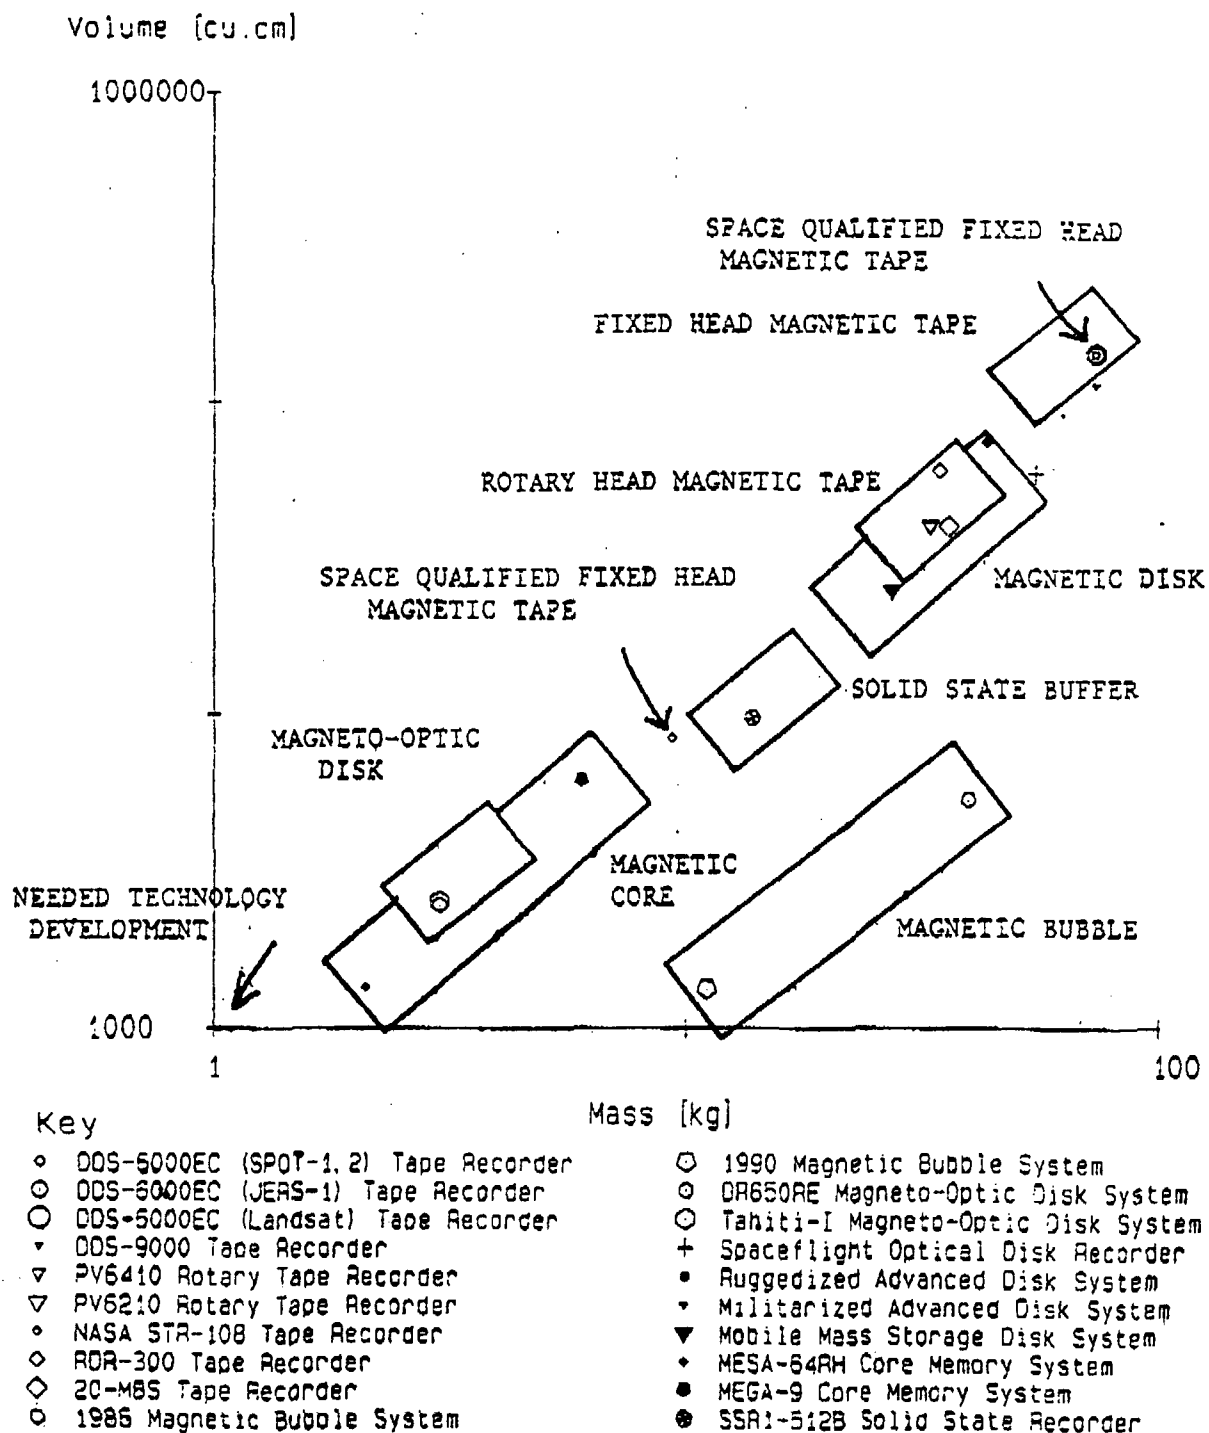 Volume [cu.cm]
1000000
SPACE QUALIFIED FIXED HEAD
MAGNETIC TAPE
FIXED HEAD MAGNETIC TAPE
ROTARY HEAD MAGNETIC TAPE
SPACE QUALIFIED FIXED HEAD
MAGNETIC TAPE
MAGNETIC DISK
SOLID STATE BUFFER
MAGNETO-OPTIC
DISK
MAGNETIC
CORE
NEEDED TECHNOLOGY
DEVELOPMENT
MAGNETIC BUBBLE
1000
1
100
Mass [kg]
Key
DDS-6000EC (SPOT-1, 2) Tape Recorder
DDS-6000EC (JERS-1) Tape Recorder
DDS-6000EC (Landsat) Tape Recorder
DDS-9000 Tape Recorder
PV6410 Rotary Tape Recorder
PV6210 Rotary Tape Recorder
NASA STR-108 Tape Recorder
RDR-300 Tape Recorder
20-MBS Tape Recorder
1986 Magnetic Bubble System
1990 Magnetic Bubble System
OR650RE Magneto-Optic Disk System
Tahiti-I Magneto-Optic Disk System
Spaceflight Optical Disk Recorder
Ruggedized Advanced Disk System
Militarized Advanced Disk System
Mobile Mass Storage Disk System
MESA-64RH Core Memory System
MEGA-9 Core Memory System
SSR1-512B Solid State Recorder